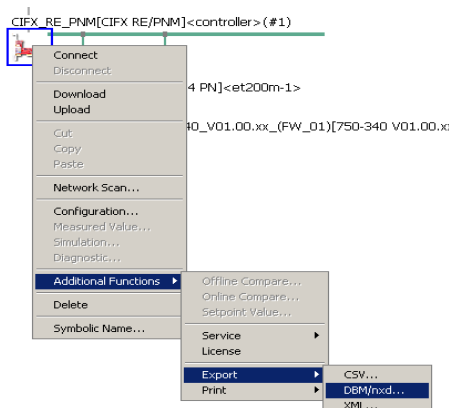 CIFX_RE_PNM[CIFX RE/PNM]<controller>(#1)
Connect
Disconnect
4 PN]<et200m-1>
Download
Upload
40_V01.00.xx_(FW_01)[750-340 V01.00.x
Cut
Copy
Paste
Network Scan...
Configuration...
Measured Value...
Simulation...
Diagnostic...
Additional Functions
Offline Compare...
Online Compare...
Setpoint Value...
Delete
Symbolic Name...
Service
License
Export
CSV...
Print
DBM/nxd...
XML...